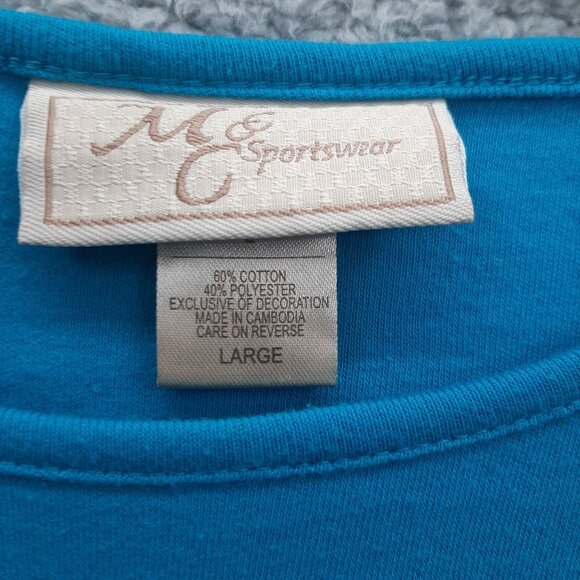 M&C Sportswear
60% COTTON
40% POLYESTER
EXCLUSIVE OF DECORATION
MADE IN CAMBODIA
CARE ON REVERSE
LARGE